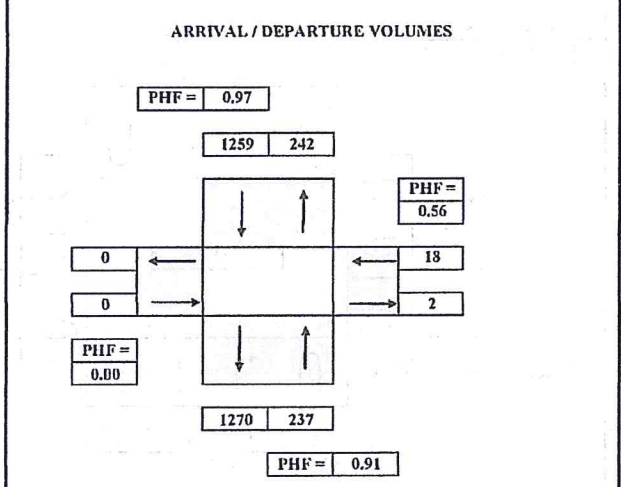 ARRIVAL / DEPARTURE VOLUMES
PHF = 0.97
1259 242
PHF =
0.56
0 18
0 2
PHF =
0.00
1270 237
PHF = 0.91